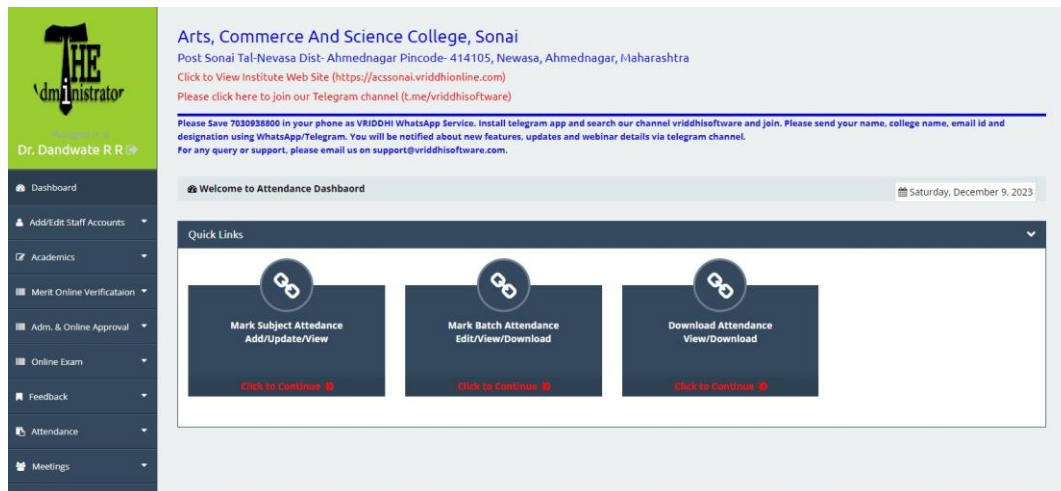 THE
'dministrator
Dr. Dandwate R R
Dashboard
Add/Edit Staff Accounts
Academics
Merit Online Verificataion
Adm. & Online Approval
Online Exam
Feedback
Attendance
Meetings
Arts, Commerce And Science College, Sonai
Post Sonai Tal-Nevasa Dist- Ahmednagar Pincode- 414105, Newasa, Ahmednagar, Maharashtra
Click to View Institute Web Site (https://acssonai.vriddhionline.com)
Please click here to join our Telegram channel (t.me/vriddhisoftware)
Please Save 7030938800 in your phone as VRIDDHI WhatsApp Service. Install telegram app and search our channel vriddhisoftware and join. Please send your name, college name, email id and
designation using WhatsApp/Telegram. You will be notified about new features, updates and webinar details via telegram channel.
For any query or support, please email us on support@vriddhisoftware.com.
Welcome to Attendance Dashbaord
Saturday, December 9, 2023
Quick Links
Mark Subject Attedance
Add/Update/View
Click to Continue
Mark Batch Attendance
Edit/View/Download
Click to Continue
Download Attendance
View/Download
Click to Continue